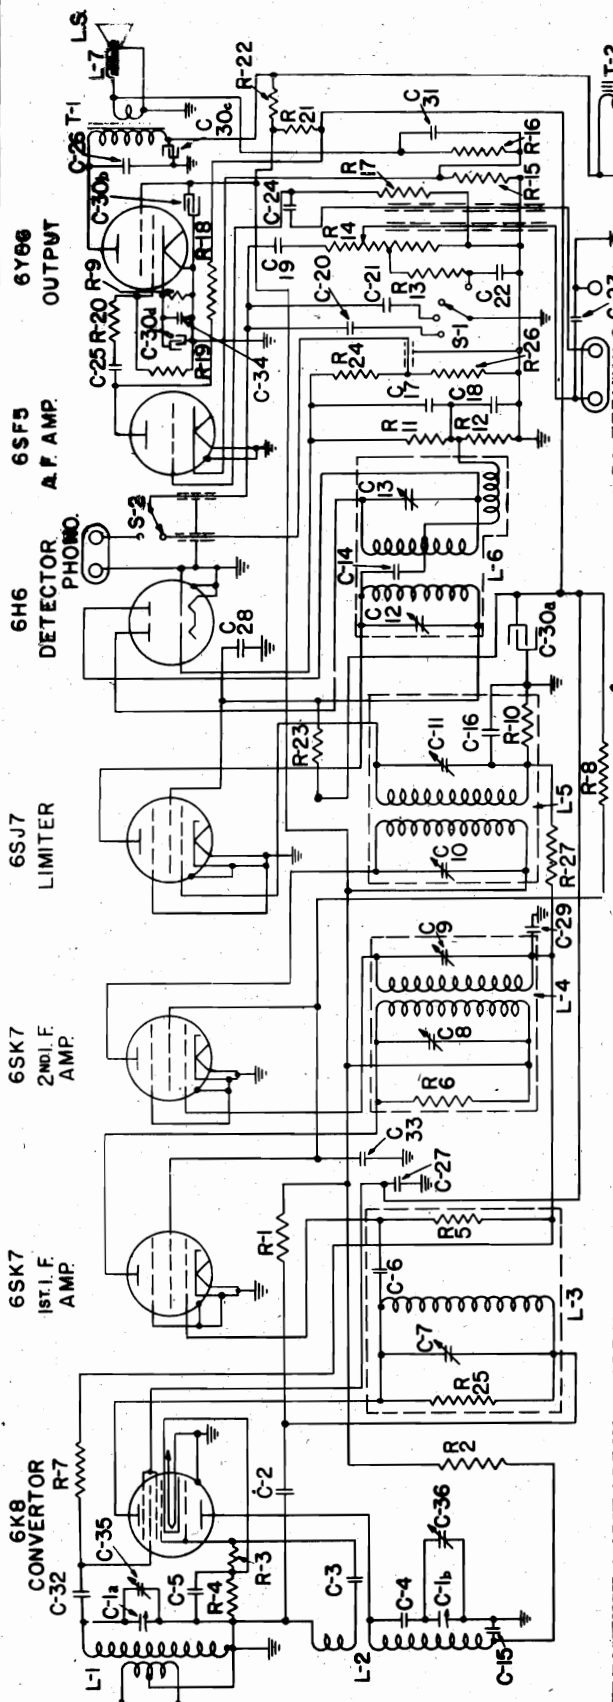 6K8
CONVERTOR
6SK7
1ST. I. F.
AMP.
6SK7
2ND. I. F.
AMP.
6SJ7
LIMITER
6H6
DETECTOR
PHONO.
6SF5
A.F. AMP.
6Y6G
OUTPUT
L.S.
L-7
T-1
C-26
C
30c
R-22
C-30b
R
21
C
31
R-16
R-15
R
17
R-18
C-24
R
14
C
19
R-9
R-20
C-30d
C-25
R-19
C-34
C-20
C-21
R
13
C
22
S-1
R
24
C
17
R-26
C
18
R
11
R
12
S-2
C
13
C-14
L-6
C
12
C
28
C-30a
R-23
C-11
C-16
R-10
L-5
C
10
R-27
R-8
C
9
C-29
L-4
C
8
R
6
C
33
C-27
R-1
R
5
C-6
L-3
C-7
R
25
R-7
C-32
C-35
C-1a
C-5
R-4
R-3
C-2
C-3
R
2
C-36
C-4
C-1b
L-1
L-2
C-15
T-2